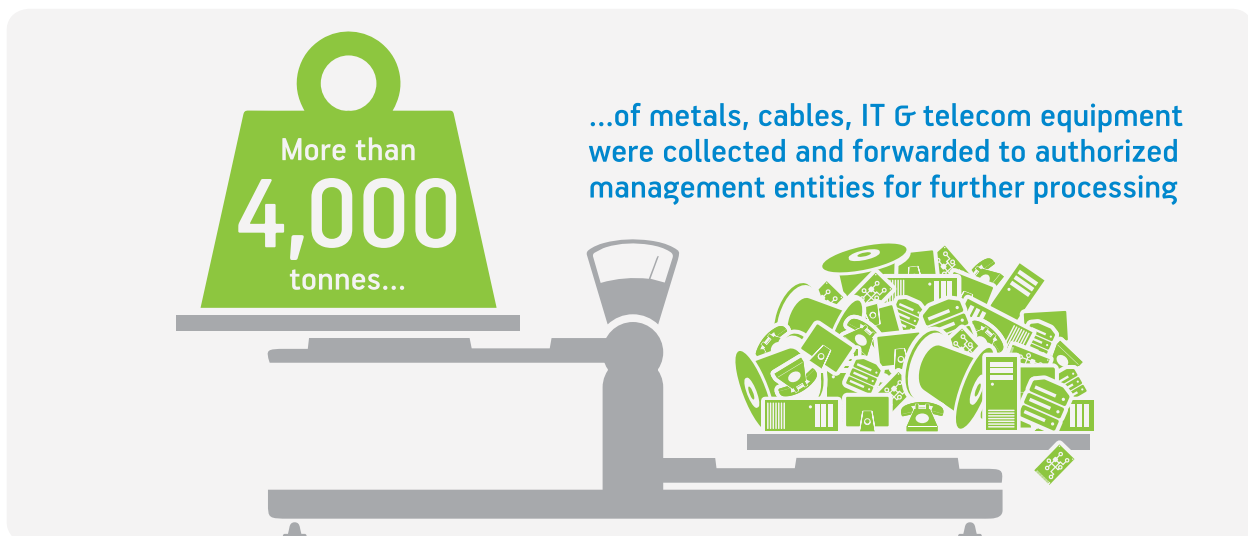 More than
4,000
tonnes...
...of metals, cables, IT & telecom equipment
were collected and forwarded to authorized
management entities for further processing